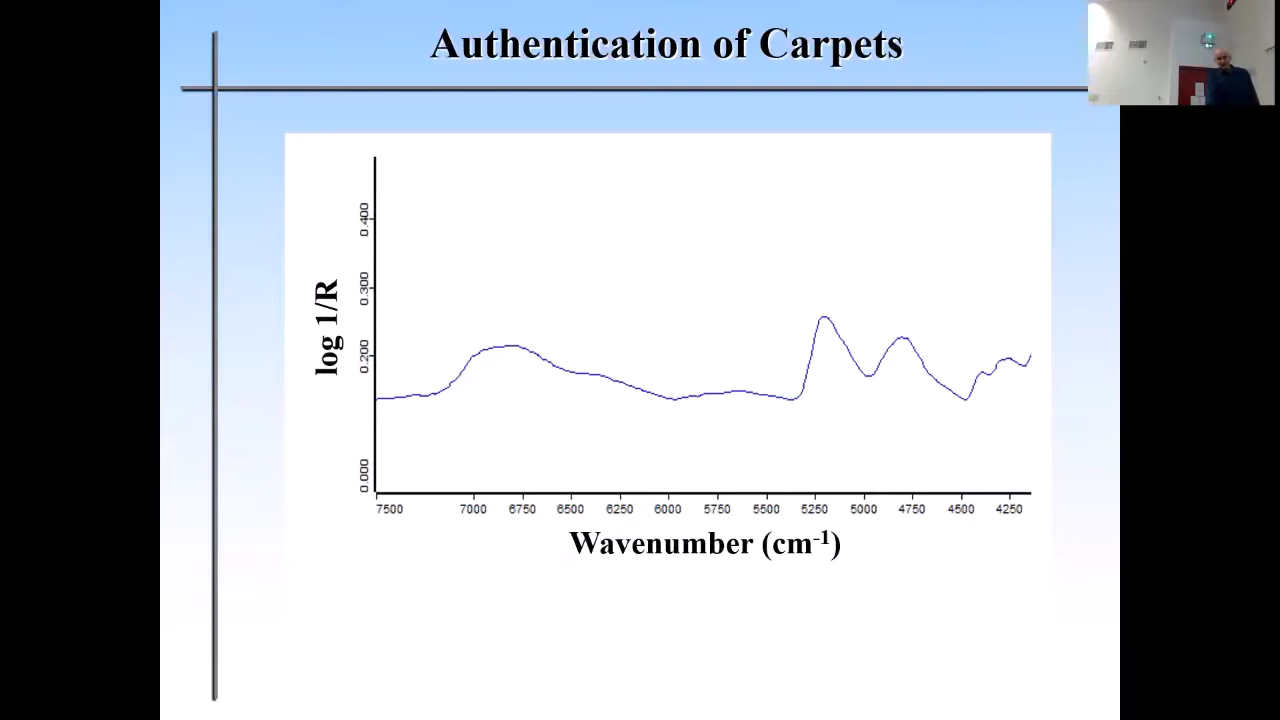 Authentication of Carpets
log 1/R
0.400
0.300
0.200
0.000
7500 7000 6750 6500 6250 6000 5750 5500 5250 5000 4750 4500 4250
Wavenumber (cm-1)